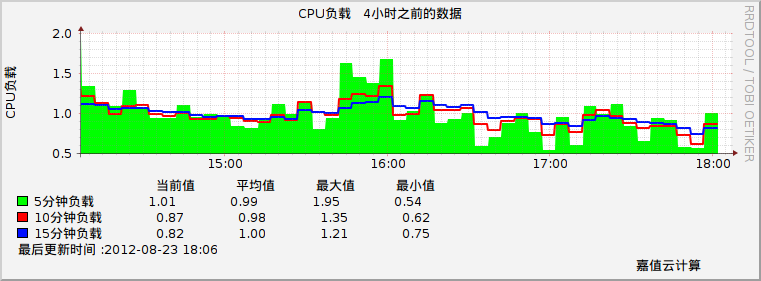 CPU负载 4小时之前的数据
RRDTOOL / TOBI OETIKER
CPU负载
2.0
1.5
1.0
0.5
15:00 16:00 17:00 18:00
当前值 平均值 最大值 最小值
5分钟负载 1.01 0.99 1.95 0.54
10分钟负载 0.87 0.98 1.35 0.62
15分钟负载 0.82 1.00 1.21 0.75
最后更新时间 :2012-08-23 18:06
嘉值云计算